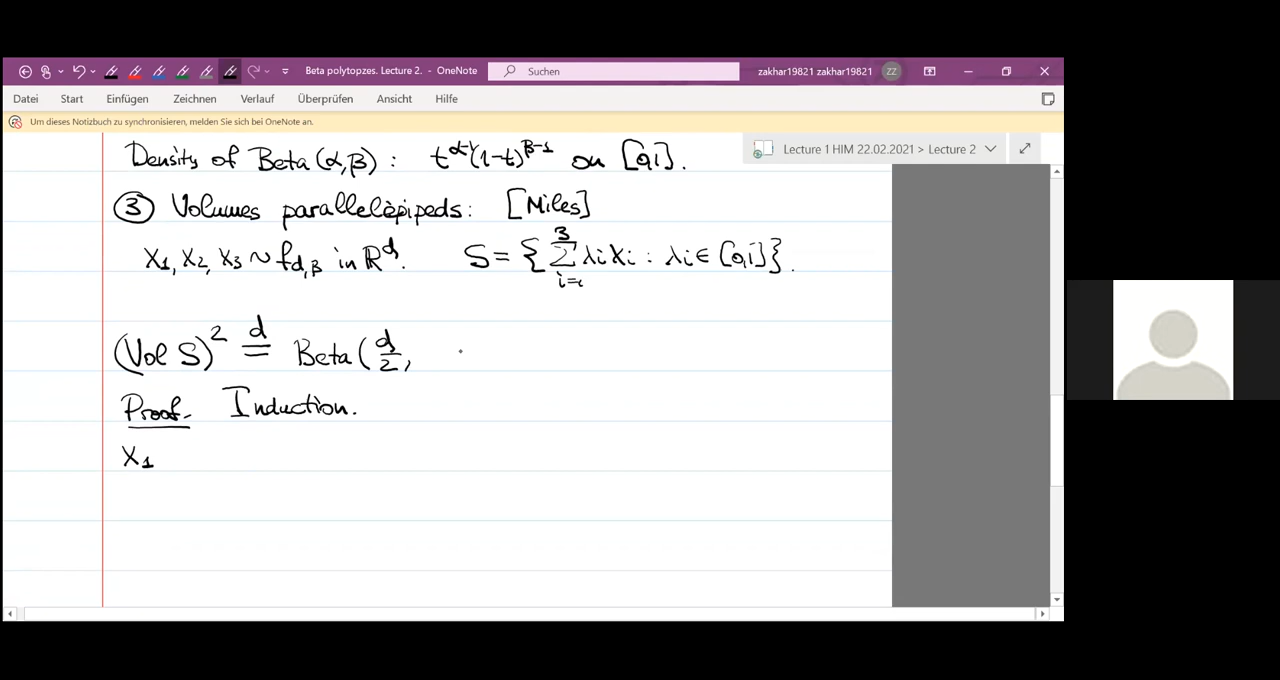 Beta polytopzes. Lecture 2. - OneNote
Suchen
zakhar19821 zakhar19821
ZZ
Datei Start Einfügen Zeichnen Verlauf Überprüfen Ansicht Hilfe
Um dieses Notizbuch zu synchronisieren, melden Sie sich bei OneNote an.
Lecture 1 HIM 22.02.2021 > Lecture 2
Density of Beta(α,β): t^{α-1}(1-t)^{β-1} on [0,1].
③ Volumes parallelepipeds: [Miles]
X₁, X₂, X₃ ~ f_{d,β} in ℝ^d. S = { ∑_{i=1}^{3} λi Xi : λi ∈ [0,1] }.
(Vol S)² =^d Beta(d/2,
Proof. Induction.
X₁